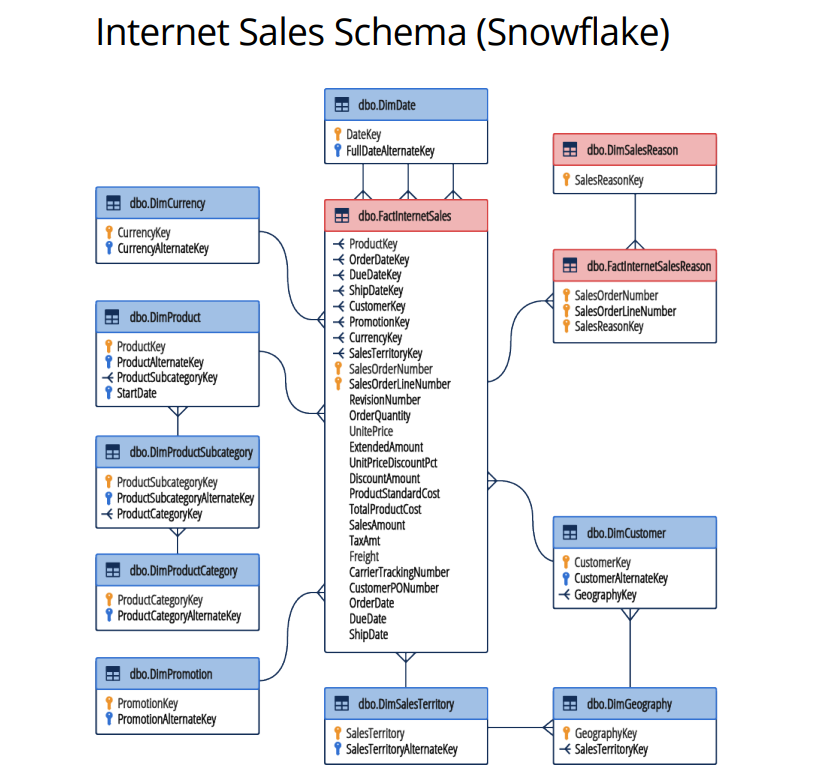 Internet Sales Schema (Snowflake)
dbo.DimDate
DateKey
FullDateAlternateKey
dbo.DimSalesReason
SalesReasonKey
dbo.DimCurrency
CurrencyKey
CurrencyAlternateKey
dbo.FactInternetSales
ProductKey
OrderDateKey
DueDateKey
ShipDateKey
CustomerKey
PromotionKey
CurrencyKey
SalesTerritoryKey
SalesOrderNumber
SalesOrderLineNumber
RevisionNumber
OrderQuantity
UnitePrice
ExtendedAmount
UnitPriceDiscountPct
DiscountAmount
ProductStandardCost
TotalProductCost
SalesAmount
TaxAmt
Freight
CarrierTrackingNumber
CustomerPONumber
OrderDate
DueDate
ShipDate
dbo.FactInternetSalesReason
SalesOrderNumber
SalesOrderLineNumber
SalesReasonKey
dbo.DimProduct
ProductKey
ProductAlternateKey
ProductSubcategoryKey
StartDate
dbo.DimProductSubcategory
ProductSubcategoryKey
ProductSubcategoryAlternateKey
ProductCategoryKey
dbo.DimProductCategory
ProductCategoryKey
ProductCategoryAlternateKey
dbo.DimCustomer
CustomerKey
CustomerAlternateKey
GeographyKey
dbo.DimPromotion
PromotionKey
PromotionAlternateKey
dbo.DimSalesTerritory
SalesTerritory
SalesTerritoryAlternateKey
dbo.DimGeography
GeographyKey
SalesTerritoryKey